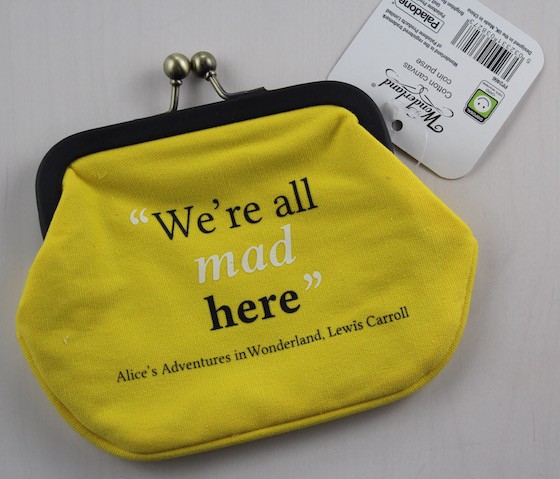 “We’re all
mad
here”
Alice’s Adventures in Wonderland, Lewis Carroll
Wonderland
Cotton canvas
coin purse
Paladone